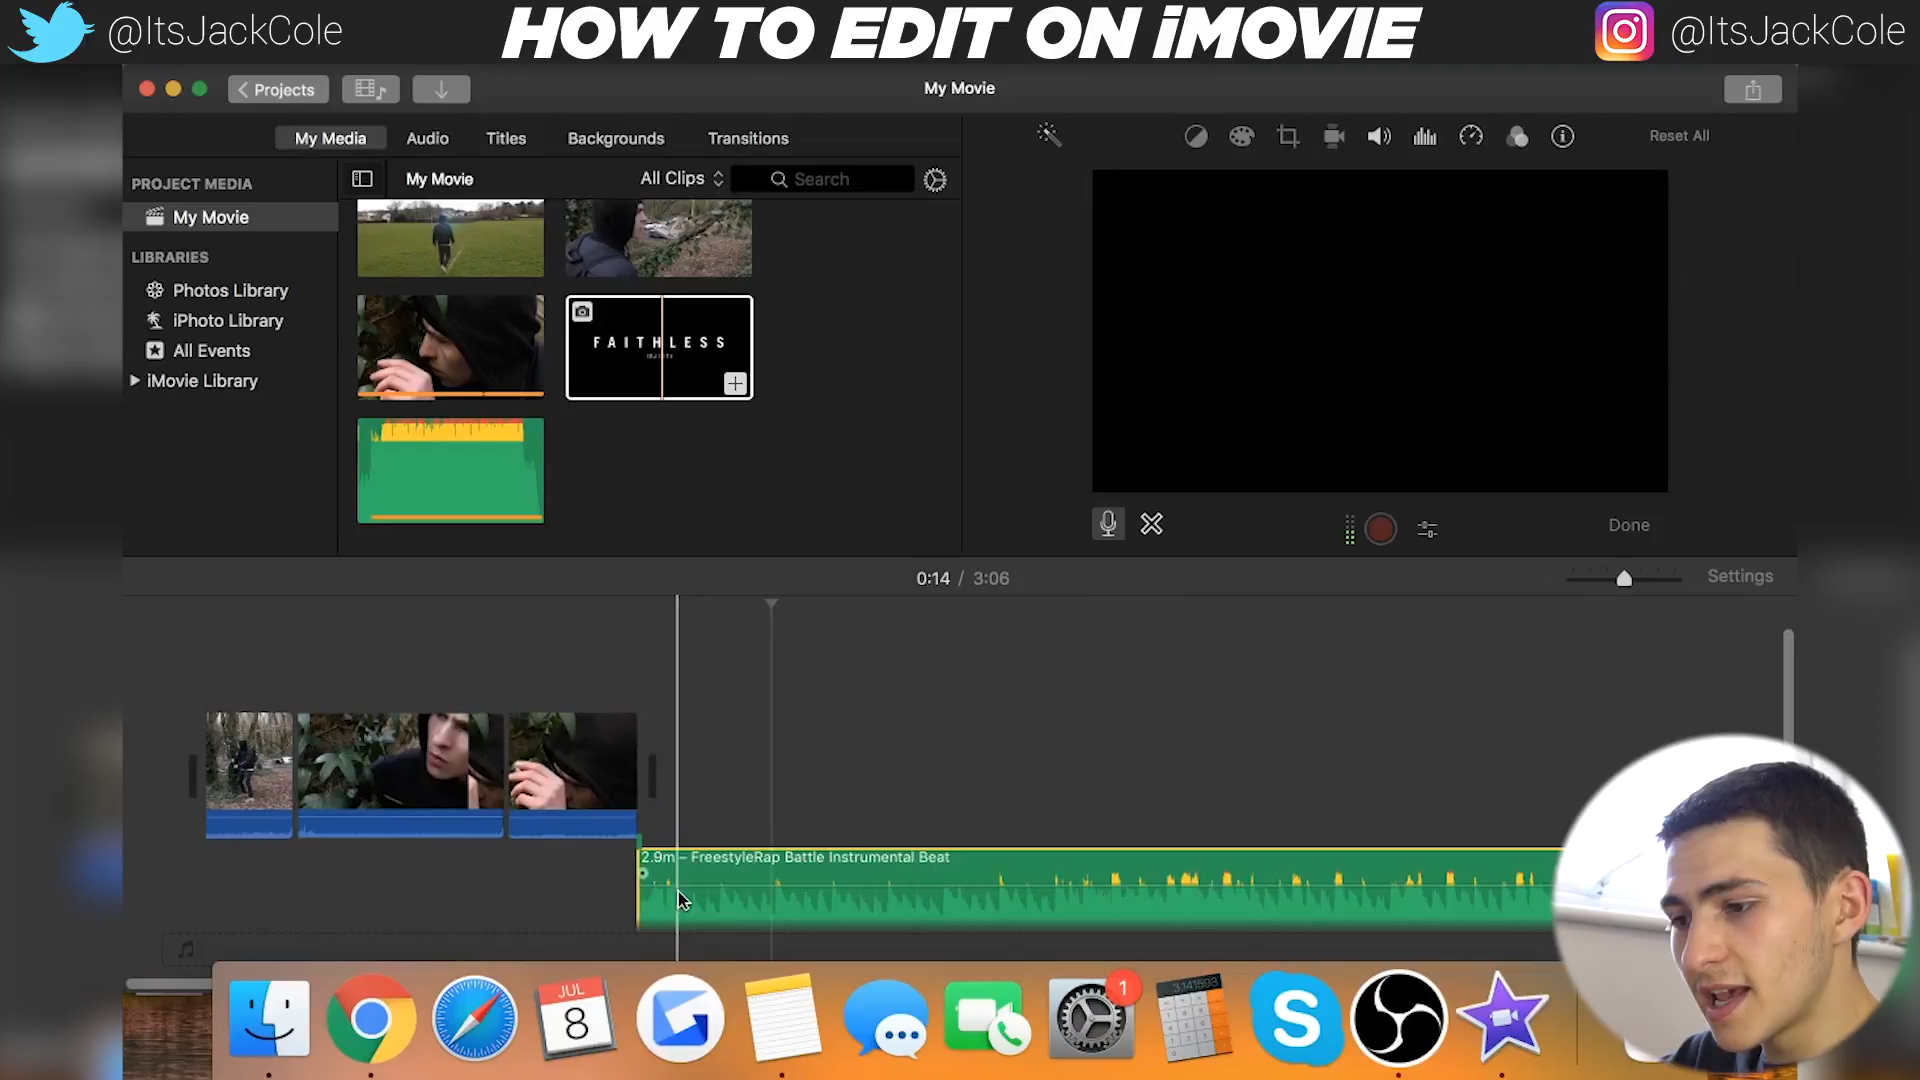 @ItsJackCole
HOW TO EDIT ON iMOVIE
@ItsJackCole
Projects
My Movie
My Media
Audio
Titles
Backgrounds
Transitions
Reset All
PROJECT MEDIA
My Movie
All Clips
Search
My Movie
LIBRARIES
Photos Library
iPhoto Library
All Events
iMovie Library
FAITHLESS
Done
0:14 / 3:06
Settings
2.9m – FreestyleRap Battle Instrumental Beat
JUL
8
1
3.141593
S